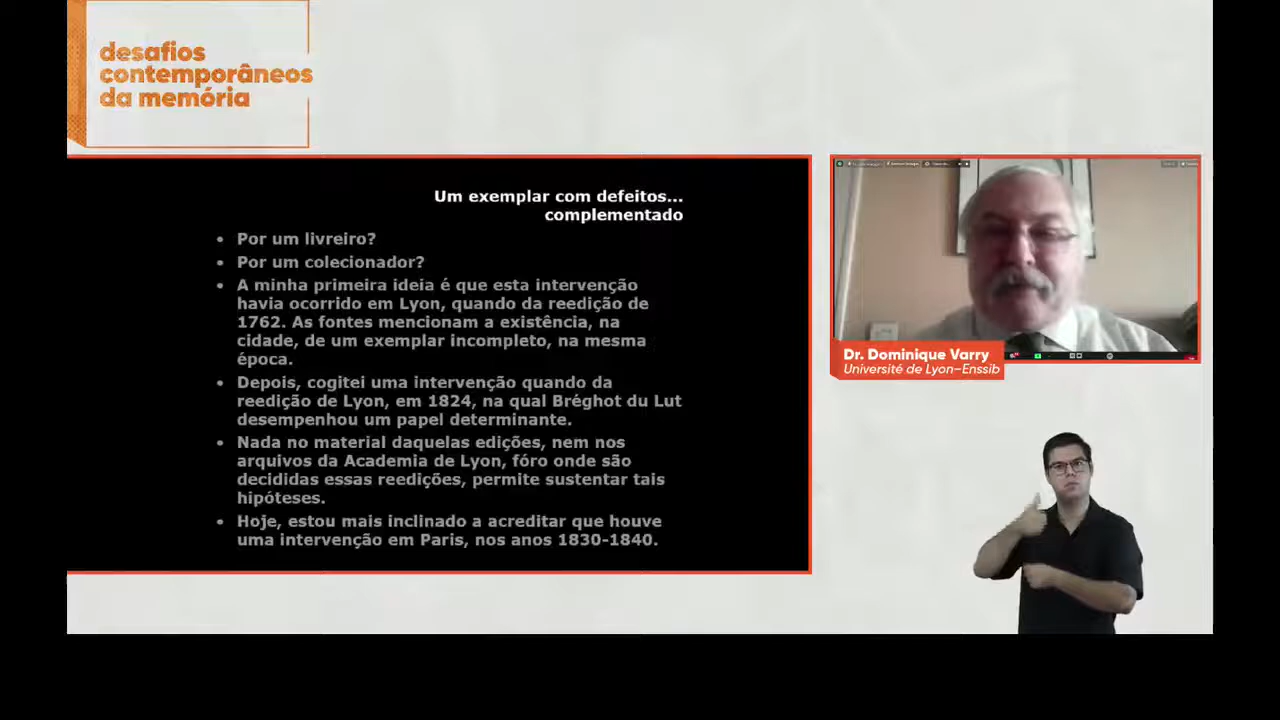 desafios
contemporâneos
da memória
Um exemplar com defeitos...
complementado
• Por um livreiro?
• Por um colecionador?
• A minha primeira ideia é que esta intervenção
havia ocorrido em Lyon, quando da reedição de
1762. As fontes mencionam a existência, na
cidade, de um exemplar incompleto, na mesma
época.
• Depois, cogitei uma intervenção quando da
reedição de Lyon, em 1824, na qual Bréghot du Lut
desempenhou um papel determinante.
• Nada no material daquelas edições, nem nos
arquivos da Academia de Lyon, fóro onde são
decididas essas reedições, permite sustentar tais
hipóteses.
• Hoje, estou mais inclinado a acreditar que houve
uma intervenção em Paris, nos anos 1830-1840.
Dr. Dominique Varry
Université de Lyon–Enssib